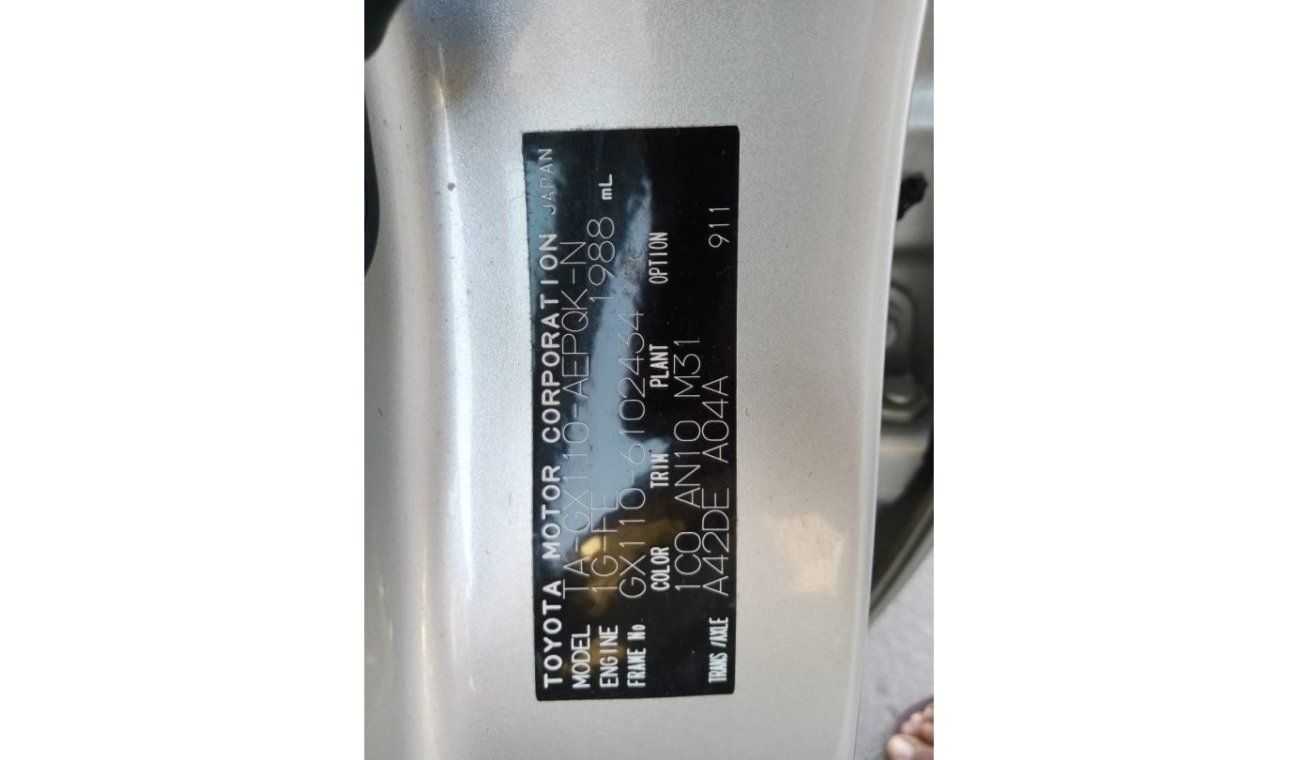 TOYOTA MOTOR CORPORATION JAPAN
MODEL TA-GX110-AEPQK-N
ENGINE 1G-FE 1988 mL
FRAME No GX110-6102434
COLOR TRIM PLANT OPTION
1C0 AN10 M31
TRANS/AXLE A42DE A04A 911